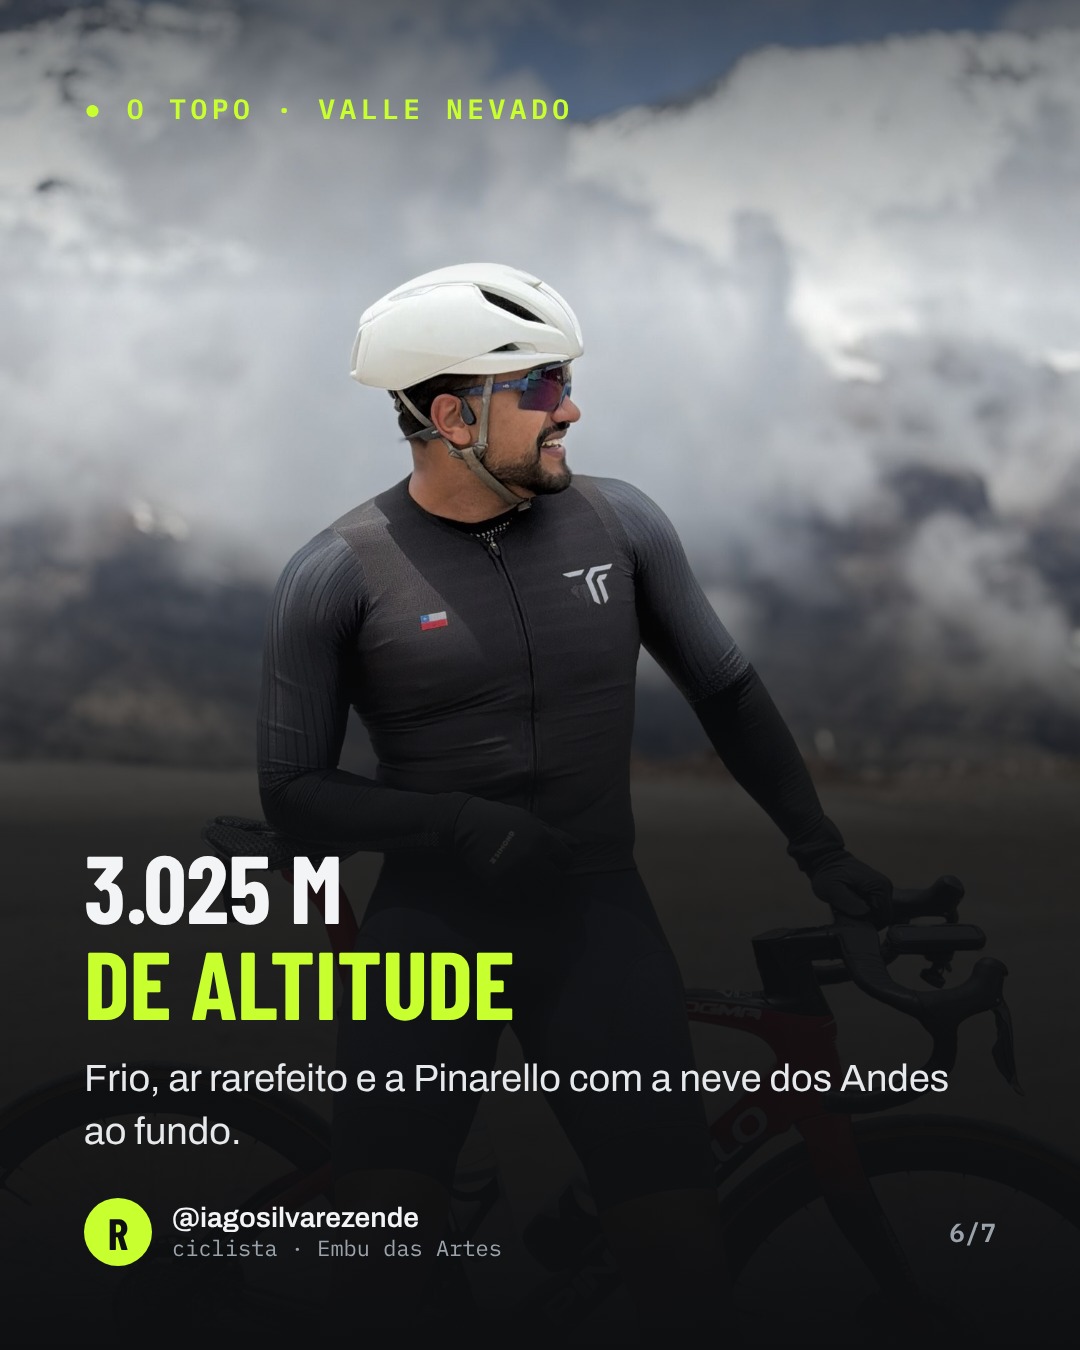 • O TOPO · VALLE NEVADO
3.025 M
DE ALTITUDE
Frio, ar rarefeito e a Pinarello com a neve dos Andes
ao fundo.
R
@iagosilvarezende
ciclista · Embu das Artes
6/7